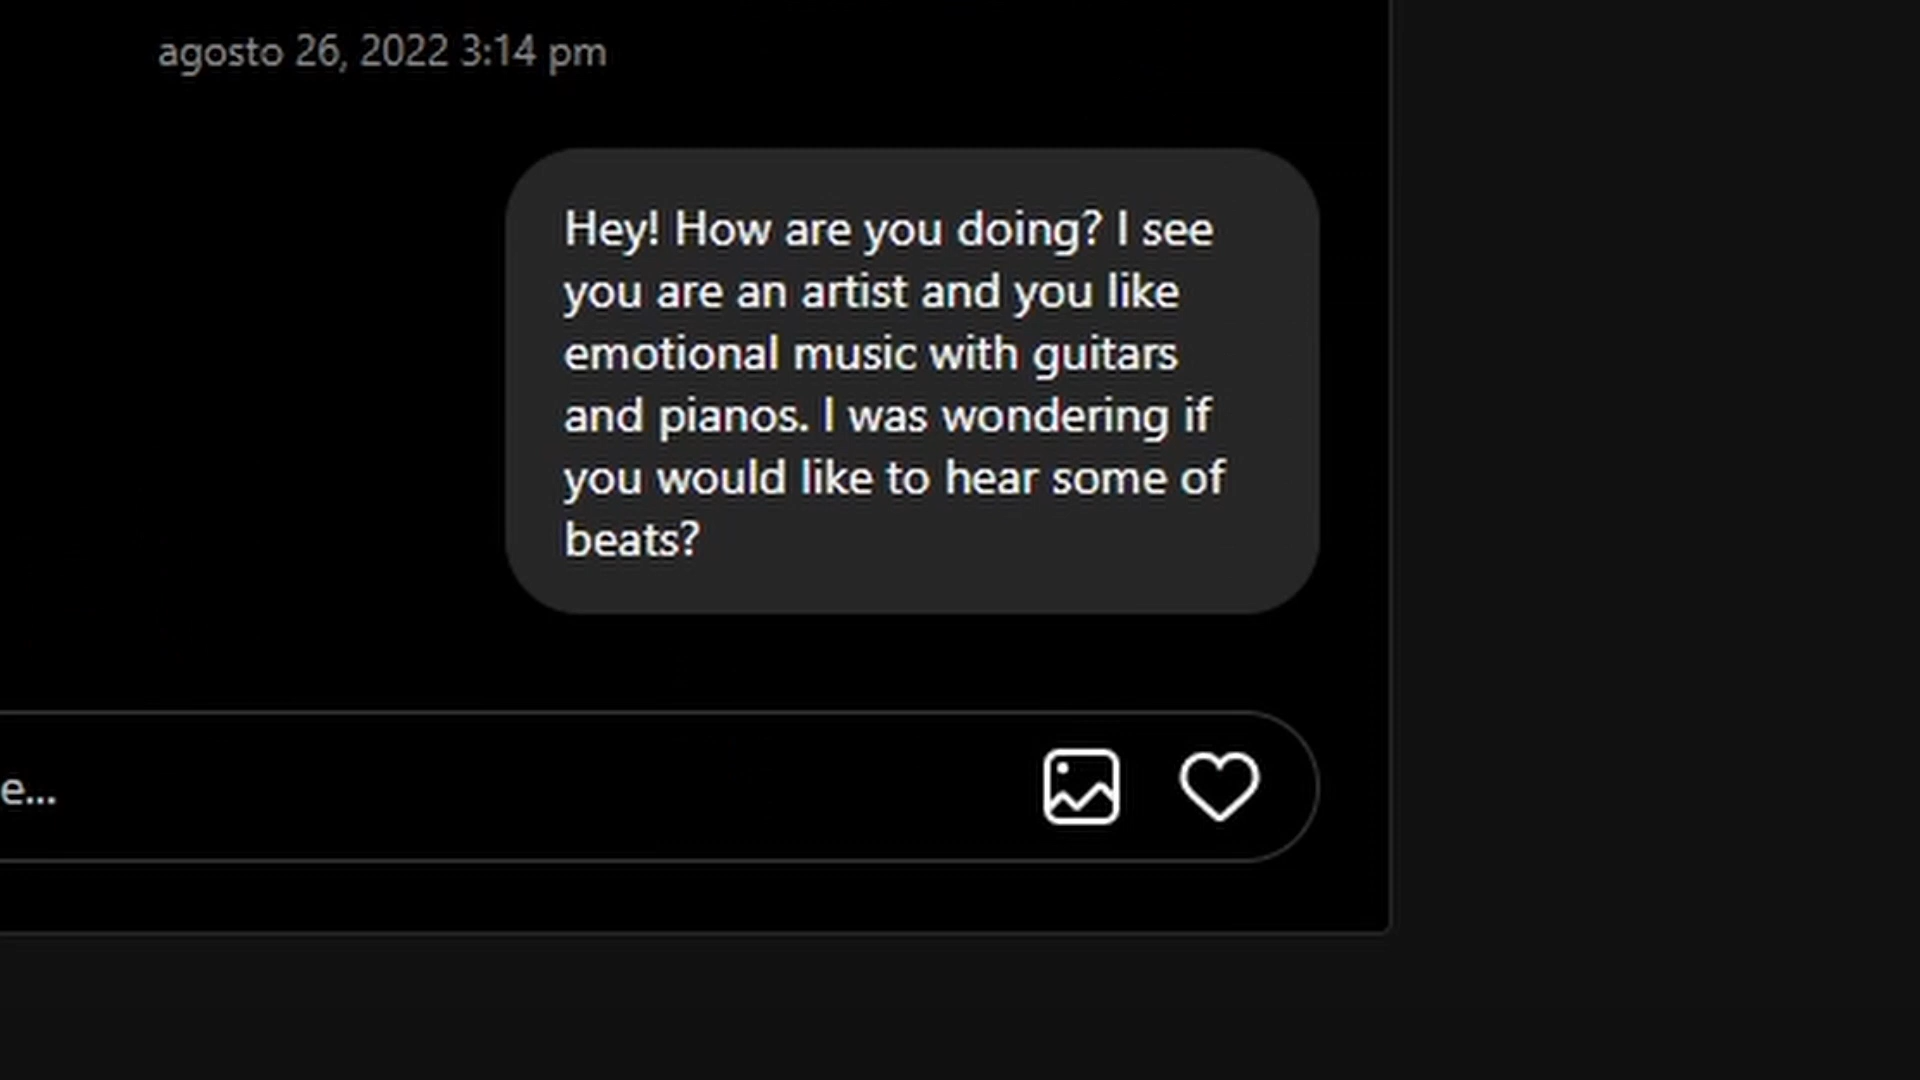 agosto 26, 2022 3:14 pm
Hey! How are you doing? I see
you are an artist and you like
emotional music with guitars
and pianos. I was wondering if
you would like to hear some of
beats?
e...